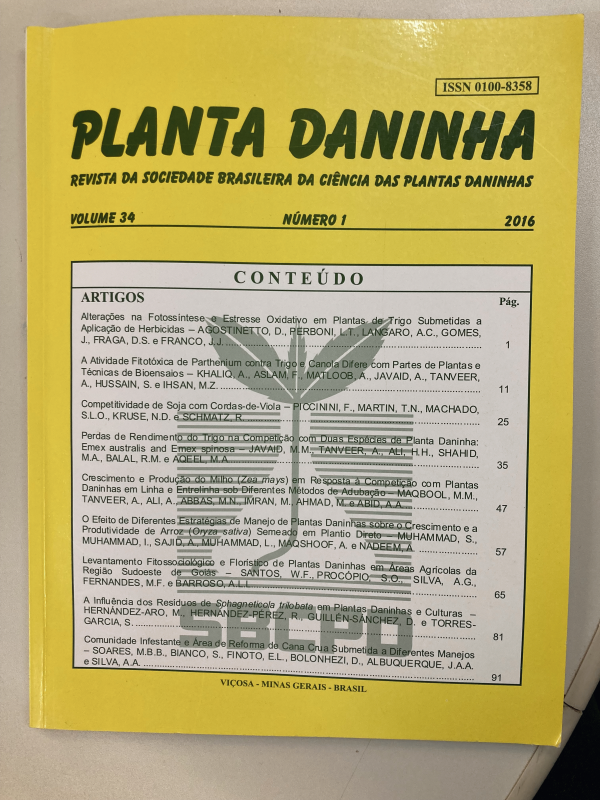 ISSN 0100-8358
PLANTA DANINHA
REVISTA DA SOCIEDADE BRASILEIRA DA CIÊNCIA DAS PLANTAS DANINHAS
VOLUME 34 NÚMERO 1 2016
CONTEÚDO
ARTIGOS Pág.
Alterações na Fotossíntese e Estresse Oxidativo em Plantas de Trigo Submetidas a
Aplicação de Herbicidas – AGOSTINETTO, D., PERBONI, L.T., LANGARO, A.C., GOMES,
J., FRAGA, D.S. e FRANCO, J.J. 1
A Atividade Fitotóxica de Parthenium contra Trigo e Canola Difere com Partes de Plantas e
Técnicas de Bioensaios – KHALIQ, A., ASLAM, F., MATLOOB, A., JAVAID, A., TANVEER,
A., HUSSAIN, S. e IHSAN, M.Z. 11
Competitividade de Soja com Cordas-de-Viola – PICCININI, F., MARTIN, T.N., MACHADO,
S.L.O., KRUSE, N.D. e SCHMATZ, R. 25
Perdas de Rendimento do Trigo na Competição com Duas Espécies de Planta Daninha:
Emex australis and Emex spinosa – JAVAID, M.M., TANVEER, A., ALI, H.H., SHAHID,
M.A., BALAL, R.M. e AQEEL, M.A. 35
Crescimento e Produção do Milho (Zea mays) em Resposta à Competição com Plantas
Daninhas em Linha e Entrelinha sob Diferentes Métodos de Adubação – MAQBOOL, M.M.,
TANVEER, A., ALI, A., ABBAS, M.N., IMRAN, M., AHMAD, M. e ABID, A.A. 47
O Efeito de Diferentes Estratégias de Manejo de Plantas Daninhas sobre o Crescimento e a
Produtividade de Arroz (Oryza sativa) Semeado em Plantio Direto – MUHAMMAD, S.,
MUHAMMAD, I., SAJID, A., MUHAMMAD, L., MAQSHOOF, A. e NADEEM, A. 57
Levantamento Fitossociológico e Florístico de Plantas Daninhas em Áreas Agrícolas da
Região Sudoeste de Goiás – SANTOS, W.F., PROCÓPIO, S.O., SILVA, A.G.,
FERNANDES, M.F. e BARROSO, A.L.L. 65
A Influência dos Resíduos de Sphagneticola trilobata em Plantas Daninhas e Culturas –
HERNÁNDEZ-ARO, M., HERNÁNDEZ-PÉREZ, R., GUILLÉN-SÁNCHEZ, D. e TORRES-
GARCIA, S. 81
Comunidade Infestante e Área de Reforma de Cana Crua Submetida a Diferentes Manejos
– SOARES, M.B.B., BIANCO, S., FINOTO, E.L., BOLONHEZI, D., ALBUQUERQUE, J.A.A.
e SILVA, A.A. 91
SBCPD
VIÇOSA - MINAS GERAIS - BRASIL